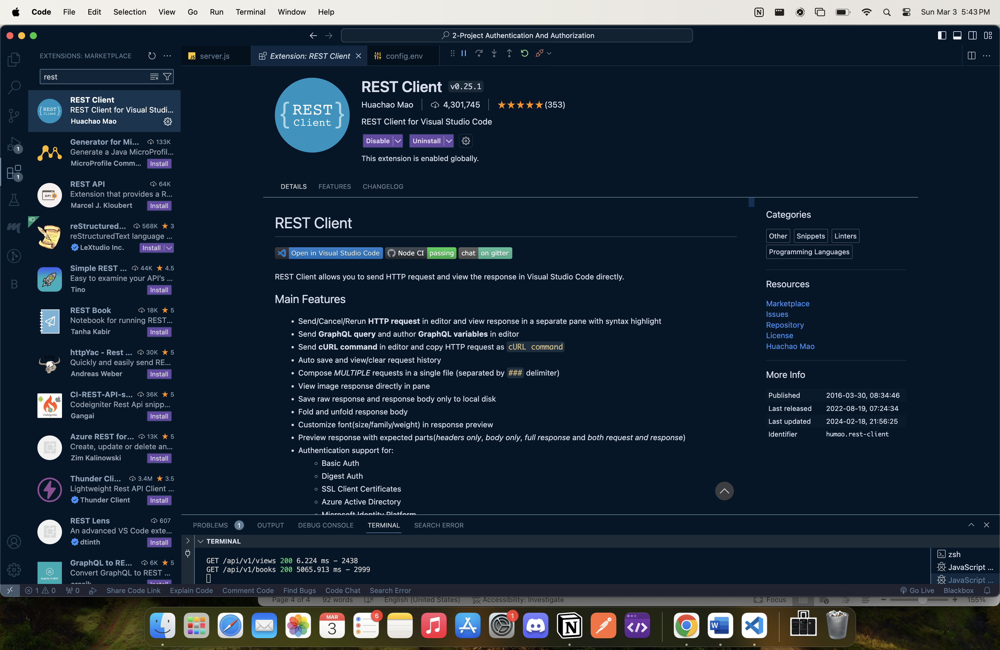 Code File Edit Selection View Go Run Terminal Window Help
Sun Mar 3 5:43 PM
2-Project Authentication And Authorization
EXTENSIONS: MARKETPLACE
rest
REST Client
REST Client for Visual Studi...
Huachao Mao
Generator for Mi... 133K
Generate a Java MicroProfil...
MicroProfile Comm... Install
REST API 64K
Extension that provides a R...
Marcel J. Kloubert Install
reStructured... 568K 3
reStructuredText language ...
LeXtudio Inc. Install
Simple REST ... 44K 4.5
Easy to examine your API's ...
Tino Install
REST Book 18K 5
Notebook for running REST...
Tanha Kabir Install
httpYac - Rest ... 30K 5
Quickly and easily send RE...
Andreas Weber Install
CI-REST-API-s... 36K 5
Codeigniter Rest Api snipp...
Gangai Install
Azure REST for... 13K 5
Create, update or delete an...
Zim Kalinowski Install
Thunder Cli... 3.4M 3.5
Lightweight Rest API Client ...
Thunder Client Install
REST Lens 607
An advanced VS Code exte...
dtinth Install
GraphQL to RE... 6K 5
Convert GraphQL to REST ...
1
1
B
{REST
Client}
API
http
CodeIgniter
GraphQL To REST
JS server.js
Extension: REST Client
config.env
{REST
Client}
REST Client v0.25.1
Huachao Mao 4,301,745 (353)
REST Client for Visual Studio Code
Disable Uninstall
This extension is enabled globally.
DETAILS FEATURES CHANGELOG
REST Client
Open in Visual Studio Code Node CI passing chat on gitter
REST Client allows you to send HTTP request and view the response in Visual Studio Code directly.
Main Features
• Send/Cancel/Rerun HTTP request in editor and view response in a separate pane with syntax highlight
• Send GraphQL query and author GraphQL variables in editor
• Send cURL command in editor and copy HTTP request as cURL command
• Auto save and view/clear request history
• Compose MULTIPLE requests in a single file (separated by ### delimiter)
• View image response directly in pane
• Save raw response and response body only to local disk
• Fold and unfold response body
• Customize font(size/family/weight) in response preview
• Preview response with expected parts(headers only, body only, full response and both request and response)
• Authentication support for:
◦ Basic Auth
◦ Digest Auth
◦ SSL Client Certificates
◦ Azure Active Directory
◦ Microsoft Identity Platform
Categories
Other Snippets Linters
Programming Languages
Resources
Marketplace
Issues
Repository
License
Huachao Mao
More Info
Published 2016-03-30, 08:34:46
Last released 2022-08-19, 07:24:34
Last updated 2024-02-18, 21:56:25
Identifier humao.rest-client
PROBLEMS 1 OUTPUT DEBUG CONSOLE TERMINAL SEARCH ERROR
TERMINAL
GET /api/v1/views 200 6.224 ms - 2438
GET /api/v1/books 200 5065.913 ms - 2999
zsh
JavaScript ...
JavaScript ...
1 0 0 Share Code Link Explain Code Comment Code Find Bugs Code Chat Search Error Go Live Blackbox
Page 4 of 4 92 words English (United States) Accessibility: Investigate Focus 155%
MAR
3
6
1
N
W